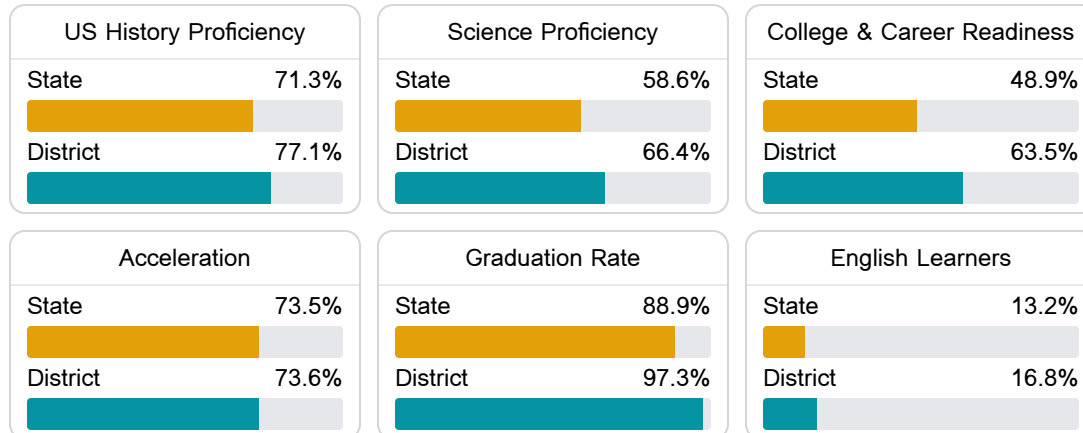 US History Proficiency
State 71.3%
District 77.1%
Science Proficiency
State 58.6%
District 66.4%
College & Career Readiness
State 48.9%
District 63.5%
Acceleration
State 73.5%
District 73.6%
Graduation Rate
State 88.9%
District 97.3%
English Learners
State 13.2%
District 16.8%